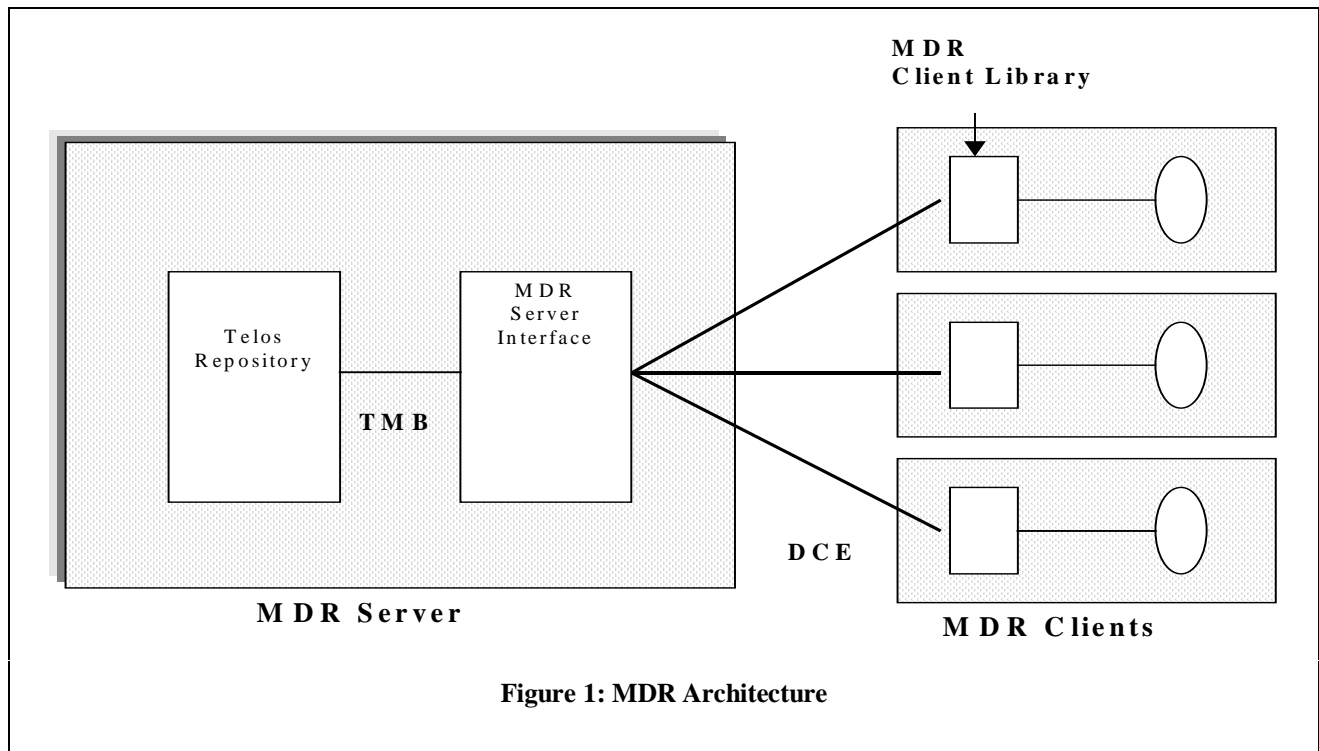 MDR
Client Library
Telos
Repository
MDR
Server
Interface
TMB
DCE
MDR Server
MDR Clients
Figure 1: MDR Architecture